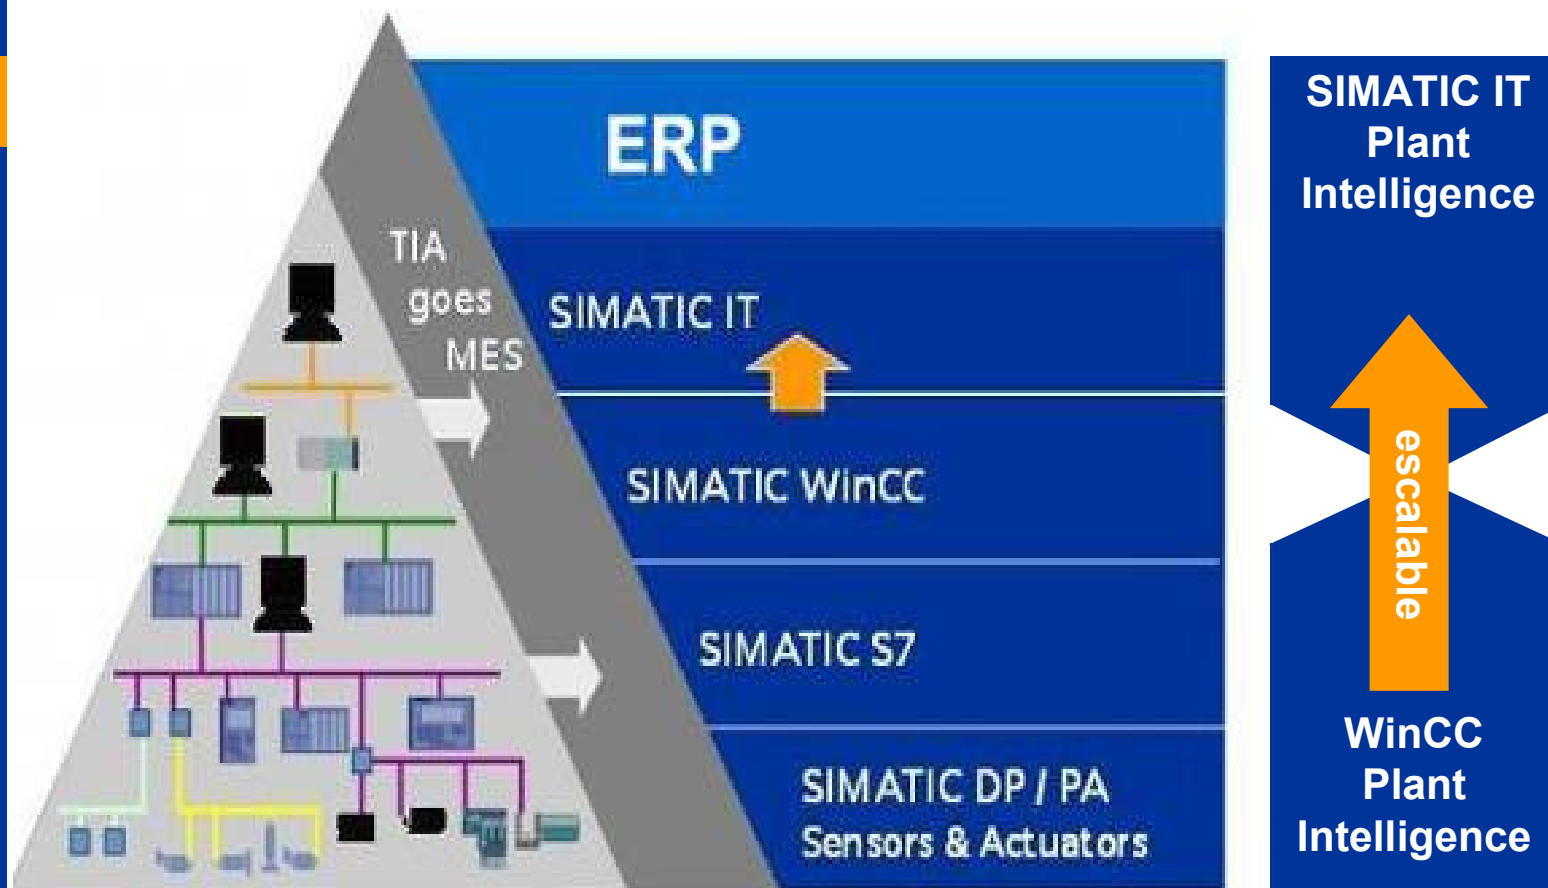 ERP
TIA
goes
MES
SIMATIC IT
SIMATIC WinCC
SIMATIC S7
SIMATIC DP / PA
Sensors & Actuators
SIMATIC IT
Plant
Intelligence
escalable
WinCC
Plant
Intelligence